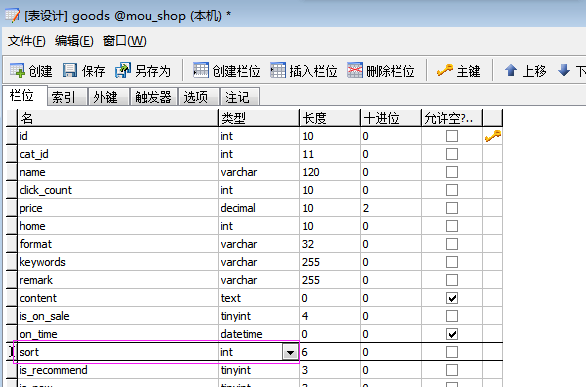 [表设计] goods @mou_shop (本机) *
文件(F) 编辑(E) 窗口(W)
创建 保存 另存为 创建栏位 插入栏位 删除栏位 主键 上移 下
栏位 索引 外键 触发器 选项 注记
名 类型 长度 十进位 允许空?..
id int 10 0
cat_id int 11 0
name varchar 120 0
click_count int 10 0
price decimal 10 2
home int 10 0
format varchar 32 0
keywords varchar 255 0
remark varchar 255 0
content text 0 0
is_on_sale tinyint 4 0
on_time datetime 0 0
sort int 6 0
is_recommend tinyint 3 0